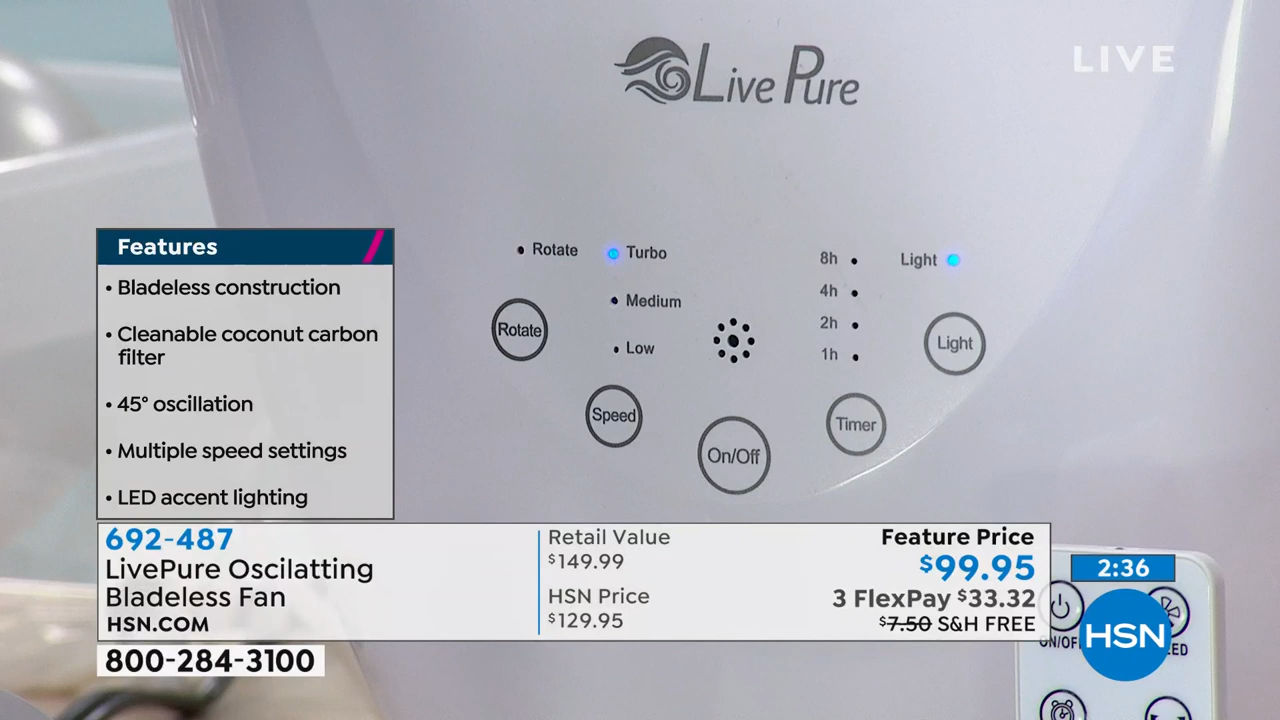 Live Pure
LIVE
Features
• Bladeless construction
• Cleanable coconut carbon
filter
• 45° oscillation
• Multiple speed settings
• LED accent lighting
Rotate
Turbo
Medium
Low
8h
4h
2h
1h
Light
Rotate
Speed
On/Off
Timer
Light
692-487
LivePure Oscilatting
Bladeless Fan
HSN.COM
Retail Value
$149.99
HSN Price
$129.95
Feature Price
$99.95
3 FlexPay $33.32
$7.50 S&H FREE
800-284-3100
2:36
HSN